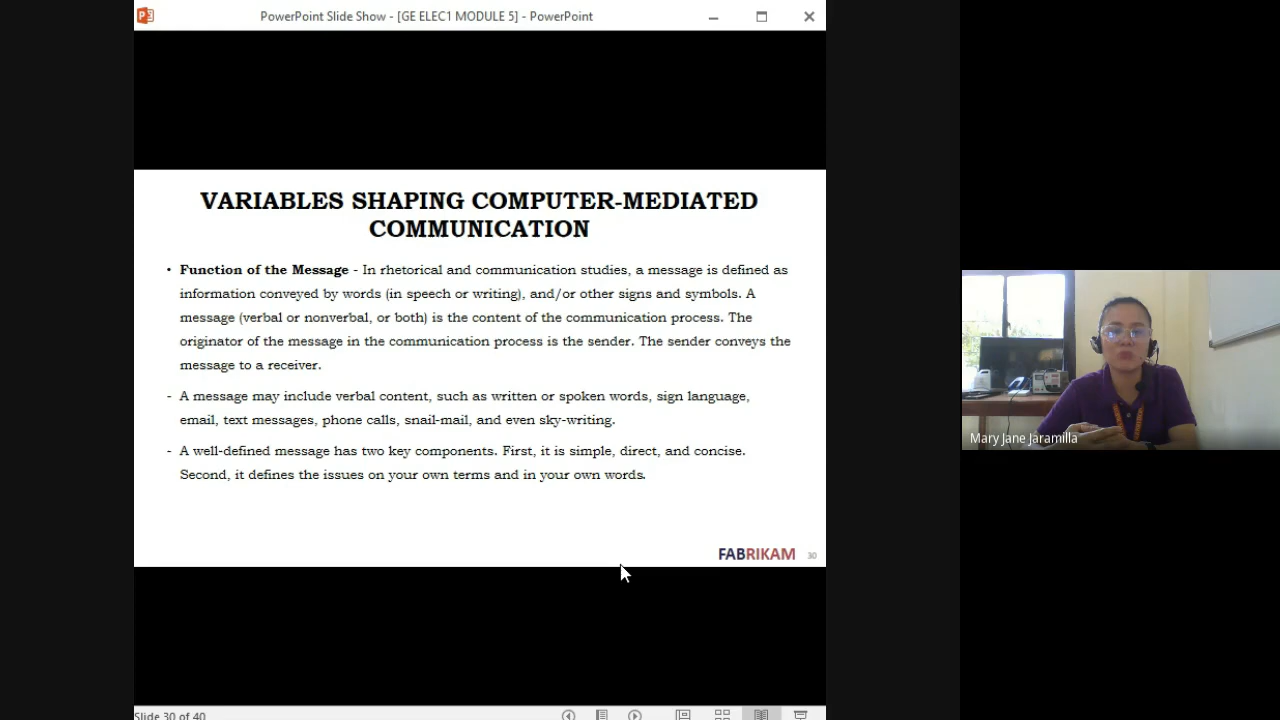 PowerPoint Slide Show - [GE ELEC1 MODULE 5] - PowerPoint
VARIABLES SHAPING COMPUTER-MEDIATED
COMMUNICATION
• Function of the Message - In rhetorical and communication studies, a message is defined as
information conveyed by words (in speech or writing), and/or other signs and symbols. A
message (verbal or nonverbal, or both) is the content of the communication process. The
originator of the message in the communication process is the sender. The sender conveys the
message to a receiver.
- A message may include verbal content, such as written or spoken words, sign language,
email, text messages, phone calls, snail-mail, and even sky-writing.
- A well-defined message has two key components. First, it is simple, direct, and concise.
Second, it defines the issues on your own terms and in your own words.
FABRIKAM 30
Slide 30 of 40
Mary Jane Jaramilla